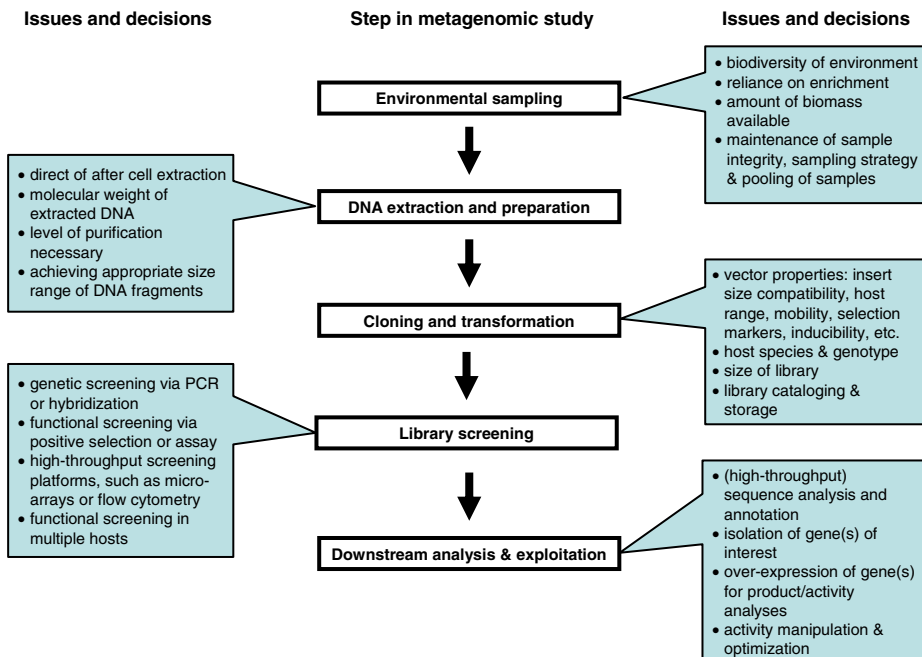 Issues and decisions
Step in metagenomic study
Issues and decisions
Environmental sampling
• biodiversity of environment
• reliance on enrichment
• amount of biomass
available
• maintenance of sample
integrity, sampling strategy
& pooling of samples
• direct of after cell extraction
• molecular weight of
extracted DNA
• level of purification
necessary
• achieving appropriate size
range of DNA fragments
DNA extraction and preparation
Cloning and transformation
• vector properties: insert
size compatibility, host
range, mobility, selection
markers, inducibility, etc.
• host species & genotype
• size of library
• library cataloging &
storage
• genetic screening via PCR
or hybridization
• functional screening via
positive selection or assay
• high-throughput screening
platforms, such as micro-
arrays or flow cytometry
• functional screening in
multiple hosts
Library screening
Downstream analysis & exploitation
• (high-throughput)
sequence analysis and
annotation
• isolation of gene(s) of
interest
• over-expression of gene(s)
for product/activity
analyses
• activity manipulation &
optimization